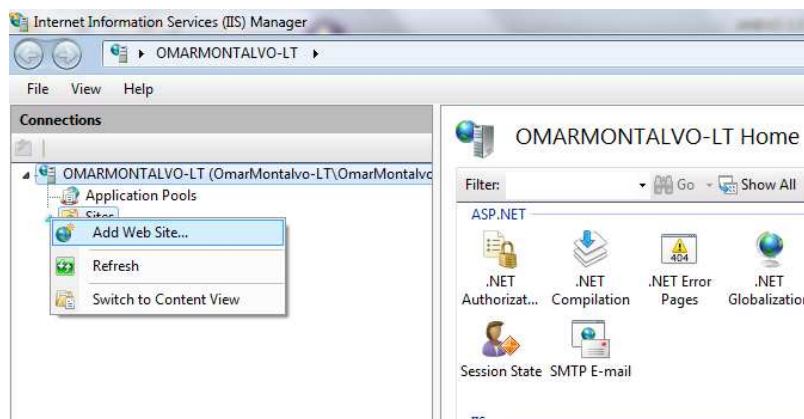 Internet Information Services (IIS) Manager
OMARMONTALVO-LT
File View Help
Connections
OMARMONTALVO-LT (OmarMontalvo-LT\OmarMontalvo
Application Pools
Sites
Add Web Site...
Refresh
Switch to Content View
OMARMONTALVO-LT Home
Filter: Go Show All
ASP.NET
.NET Authorizat...
.NET Compilation
404
.NET Error Pages
.NET Globalization
Session State
SMTP E-mail